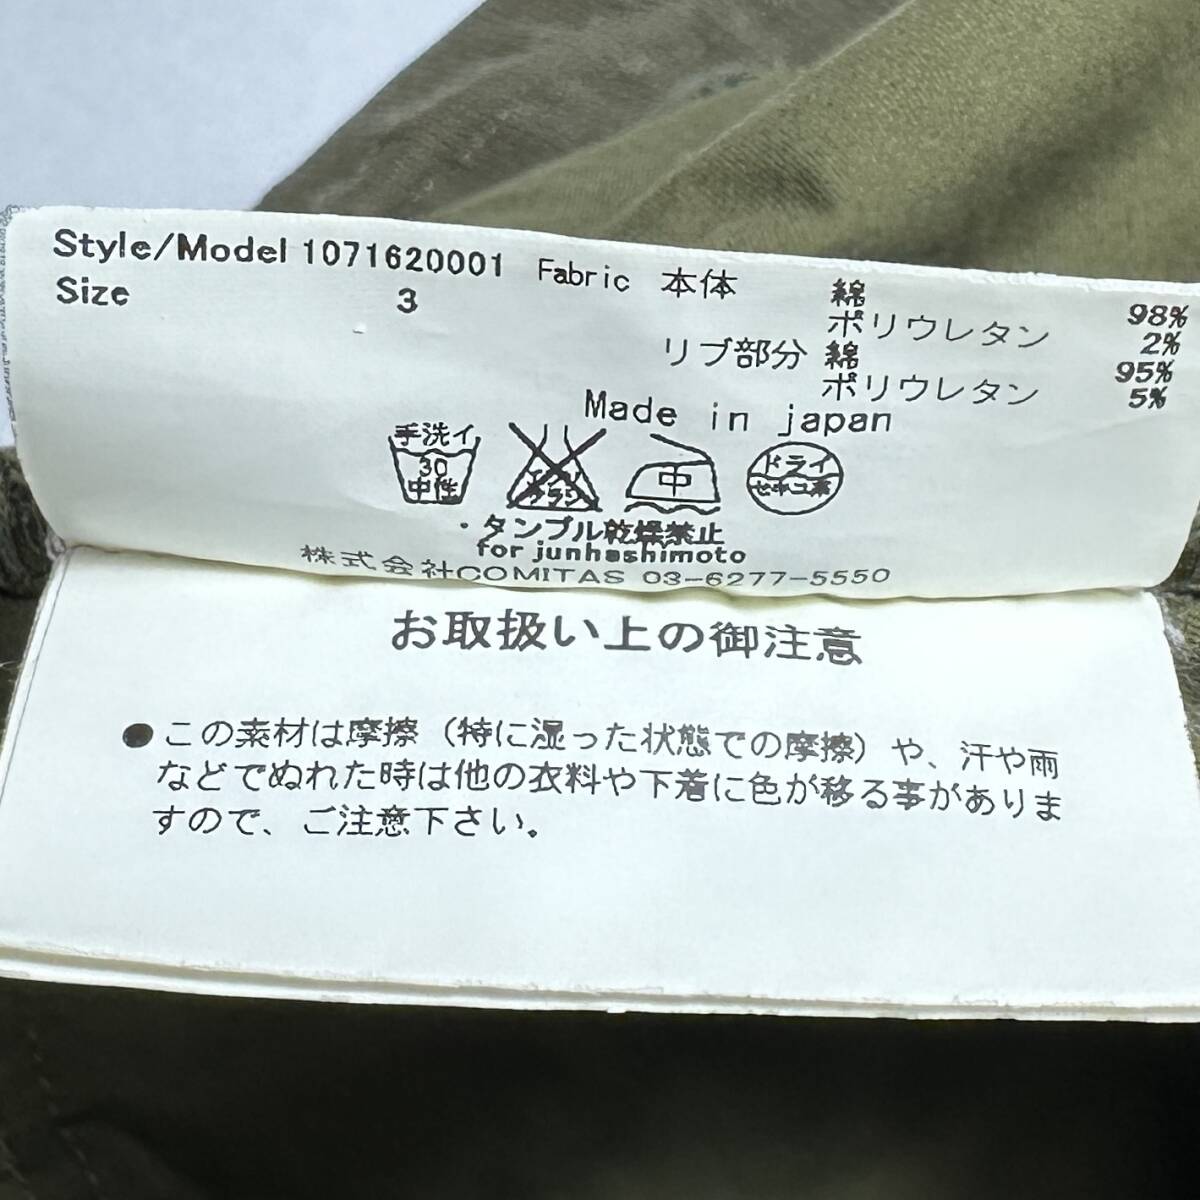 Style/Model 1071620001 Fabric 本体 綿 98%
Size 3 ポリウレタン 2%
リブ部分 綿 95%
ポリウレタン 5%
Made in japan
手洗イ
30
中性
エンソ
サラシ
中
ドライ
セキユ系
・タンブル乾燥禁止
for junhashimoto
株式会社COMITAS 03-6277-5550
お取扱い上の御注意
●この素材は摩擦（特に湿った状態での摩擦）や、汗や雨
などでぬれた時は他の衣料や下着に色が移る事がありま
すので、ご注意下さい。